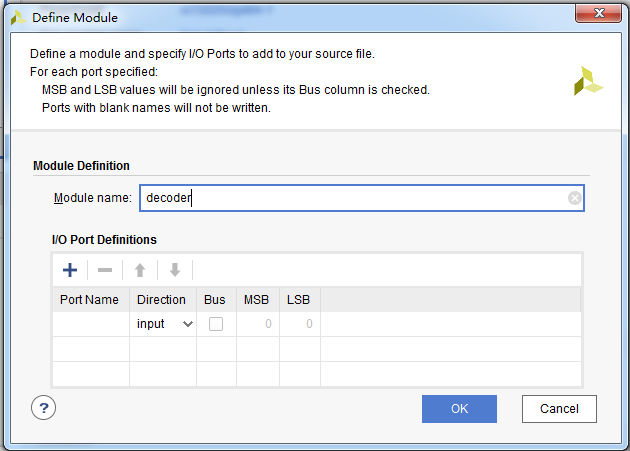 Define Module
Define a module and specify I/O Ports to add to your source file.
For each port specified:
MSB and LSB values will be ignored unless its Bus column is checked.
Ports with blank names will not be written.
Module Definition
Module name: decoder
I/O Port Definitions
Port Name Direction Bus MSB LSB
input 0 0
? OK Cancel